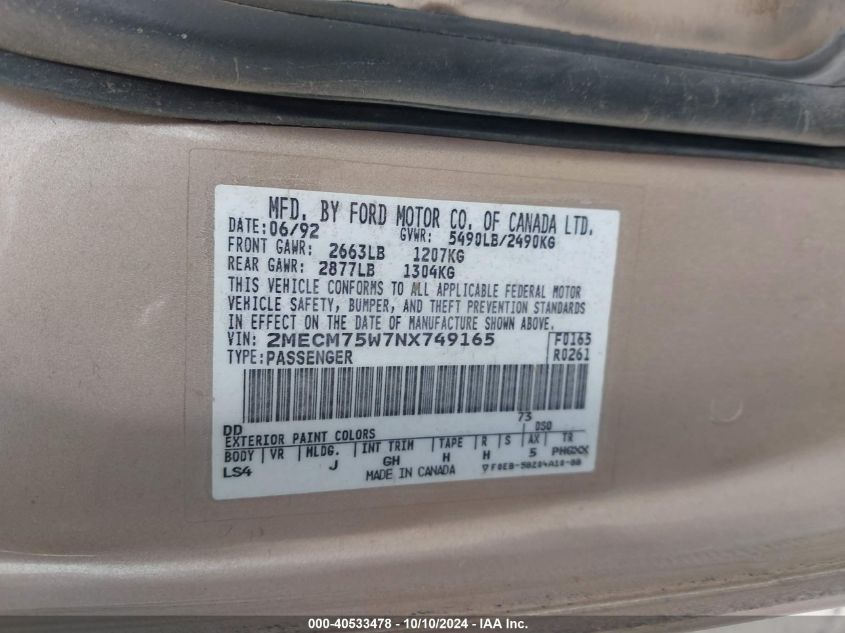 MFD. BY FORD MOTOR CO. OF CANADA LTD.
DATE: 06/92 GVWR: 5490LB/2490KG
FRONT GAWR: 2663LB 1207KG
REAR GAWR: 2877LB 1304KG
THIS VEHICLE CONFORMS TO ALL APPLICABLE FEDERAL MOTOR
VEHICLE SAFETY, BUMPER, AND THEFT PREVENTION STANDARDS
IN EFFECT ON THE DATE OF MANUFACTURE SHOWN ABOVE.
VIN: 2MECM75W7NX749165 F0165
TYPE: PASSENGER R0261
73
DD DSO
EXTERIOR PAINT COLORS
BODY VR MLDG. INT TRIM TAPE R S AX TR
LS4 J GH H H 5
MADE IN CANADA
000-40533478 - 10/10/2024 - © IAA Inc.